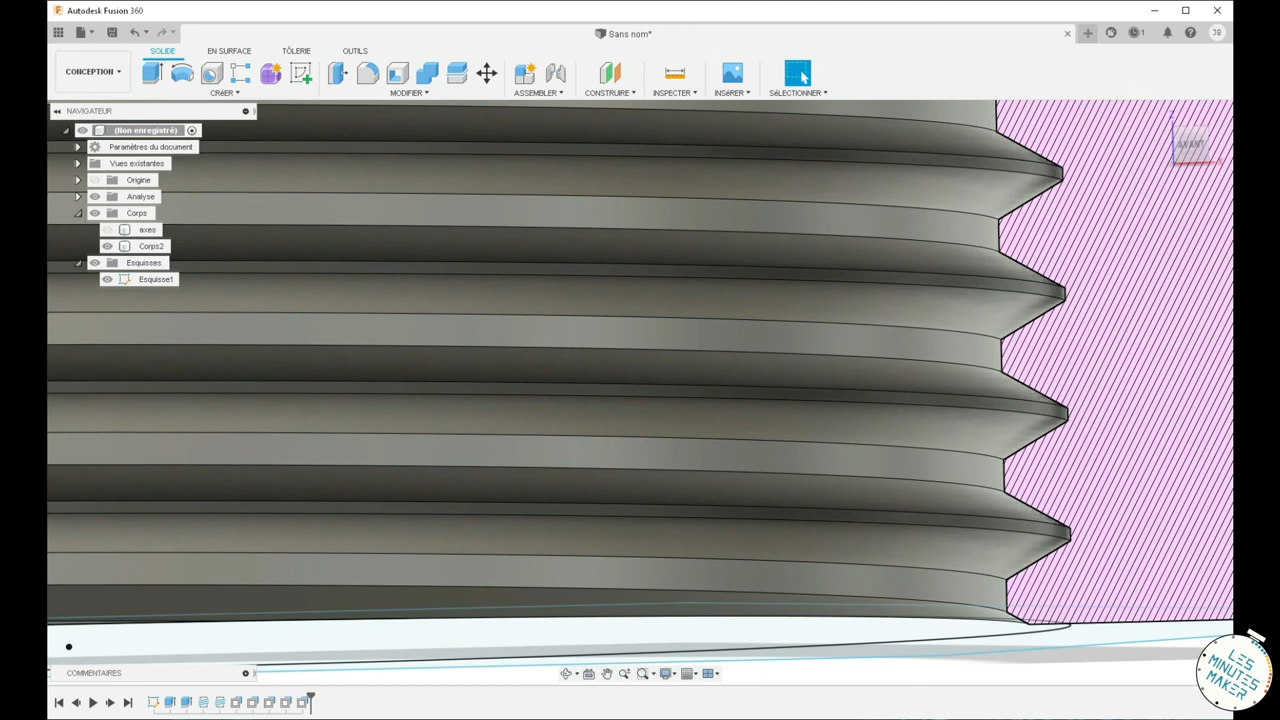 Autodesk Fusion 360
Sans nom*
1
JB
SOLIDE
EN SURFACE
TÔLERIE
OUTILS
CONCEPTION
CRÉER
MODIFIER
ASSEMBLER
CONSTRUIRE
INSPECTER
INSÉRER
SÉLECTIONNER
NAVIGATEUR
(Non enregistré)
Paramètres du document
Vues existantes
Origine
Analyse
Corps
axes
Corps2
Esquisses
Esquisse1
Z
AVANT
X
COMMENTAIRES
LES
MINUTES
MAKER